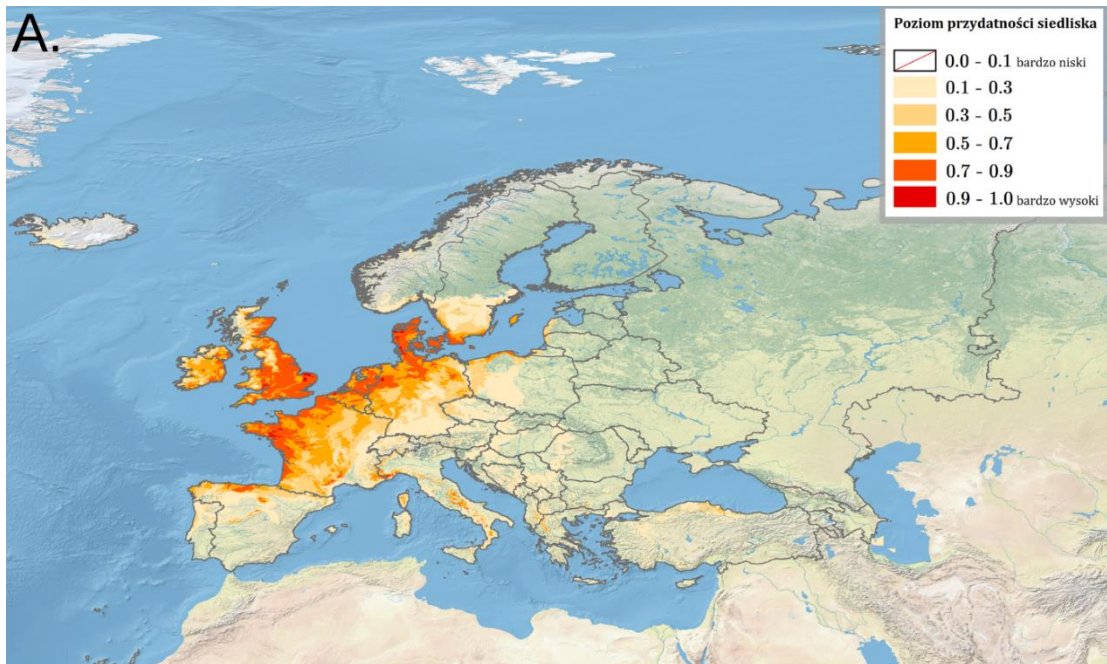 A.
Poziom przydatności siedliska
0.0 - 0.1 bardzo niski
0.1 - 0.3
0.3 - 0.5
0.5 - 0.7
0.7 - 0.9
0.9 - 1.0 bardzo wysoki